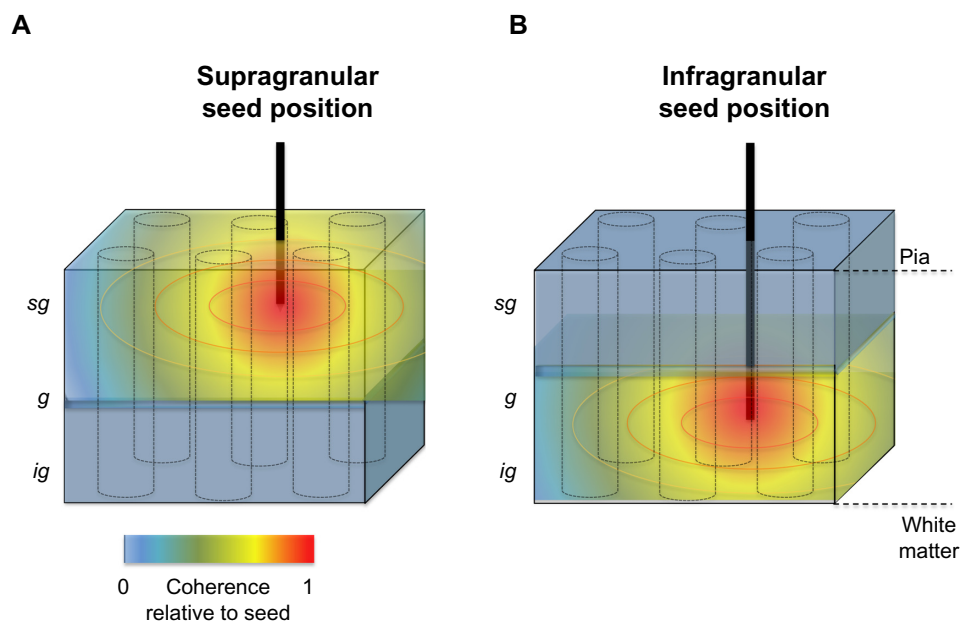 A
B
Supragranular
seed position
Infragranular
seed position
Pia
sg
sg
g
g
ig
ig
White
matter
0 Coherence 1
relative to seed